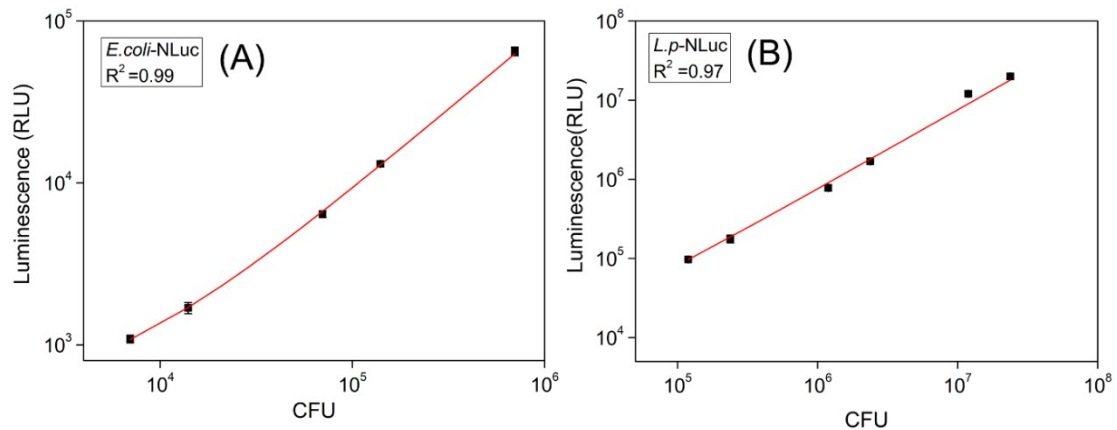 E.coli-NLuc
R² =0.99
(A)
Luminescence (RLU)
10⁵
10⁴
10³
10⁴
10⁵
10⁶
CFU
L.p-NLuc
R² =0.97
(B)
Luminescence(RLU)
10⁸
10⁷
10⁶
10⁵
10⁴
10⁵
10⁶
10⁷
10⁸
CFU